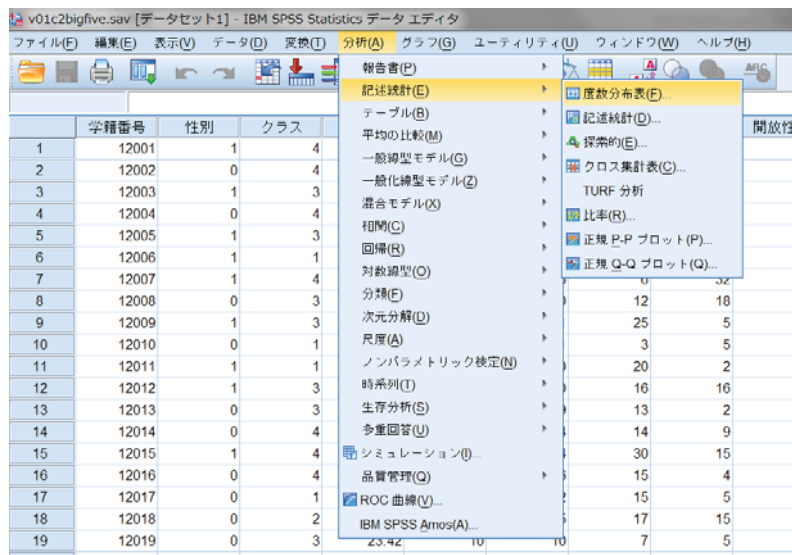 v01c2bigfive.sav [データセット1] - IBM SPSS Statistics データ エディタ
ファイル(F) 編集(E) 表示(V) データ(D) 変換(T) 分析(A) グラフ(G) ユーティリティ(U) ウィンドウ(W) ヘルプ(H)
報告書(P)
記述統計(E)
テーブル(B)
平均の比較(M)
一般線型モデル(G)
一般化線型モデル(Z)
混合モデル(X)
相関(C)
回帰(R)
対数線型(O)
分類(F)
次元分解(D)
尺度(A)
ノンパラメトリック検定(N)
時系列(T)
生存分析(S)
多重回答(U)
シミュレーション(I)...
品質管理(Q)
ROC 曲線(V)...
IBM SPSS Amos(A)...
度数分布表(F)...
記述統計(D)...
探索的(E)...
クロス集計表(C)...
TURF 分析
比率(R)...
正規 P-P プロット(P)...
正規 Q-Q プロット(Q)...
学籍番号 性別 クラス 開放性
1 12001 1 4
2 12002 0 4
3 12003 1 3
4 12004 0 4
5 12005 1 3
6 12006 1 1
7 12007 1 4
8 12008 0 3 12 18
9 12009 1 3 25 5
10 12010 0 1 3 5
11 12011 1 1 20 2
12 12012 1 3 16 16
13 12013 0 3 13 2
14 12014 0 4 14 9
15 12015 1 4 30 15
16 12016 0 4 15 4
17 12017 0 1 15 5
18 12018 0 2 17 15
19 12019 0 3 23.42 10 10 7 5